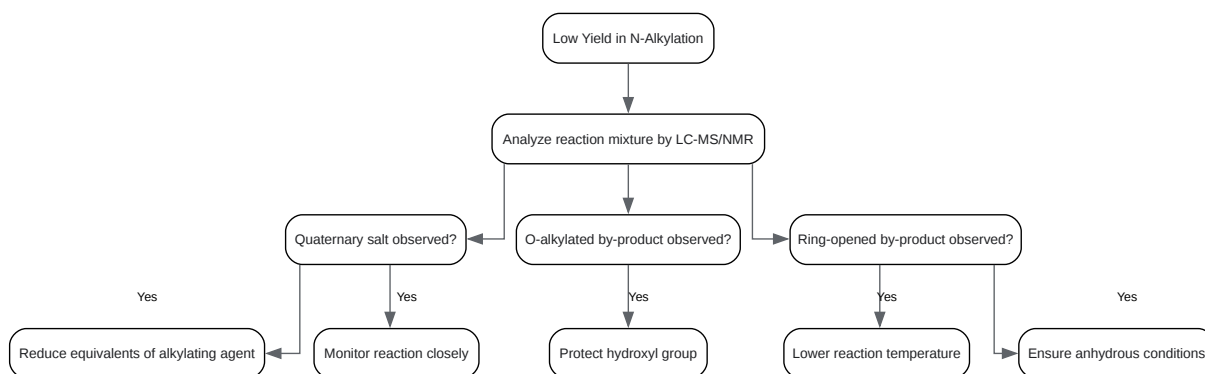 Low Yield in N-Alkylation
Analyze reaction mixture by LC-MS/NMR
Quaternary salt observed?
O-alkylated by-product observed?
Ring-opened by-product observed?
Yes
Yes
Yes
Yes
Yes
Reduce equivalents of alkylating agent
Monitor reaction closely
Protect hydroxyl group
Lower reaction temperature
Ensure anhydrous conditions